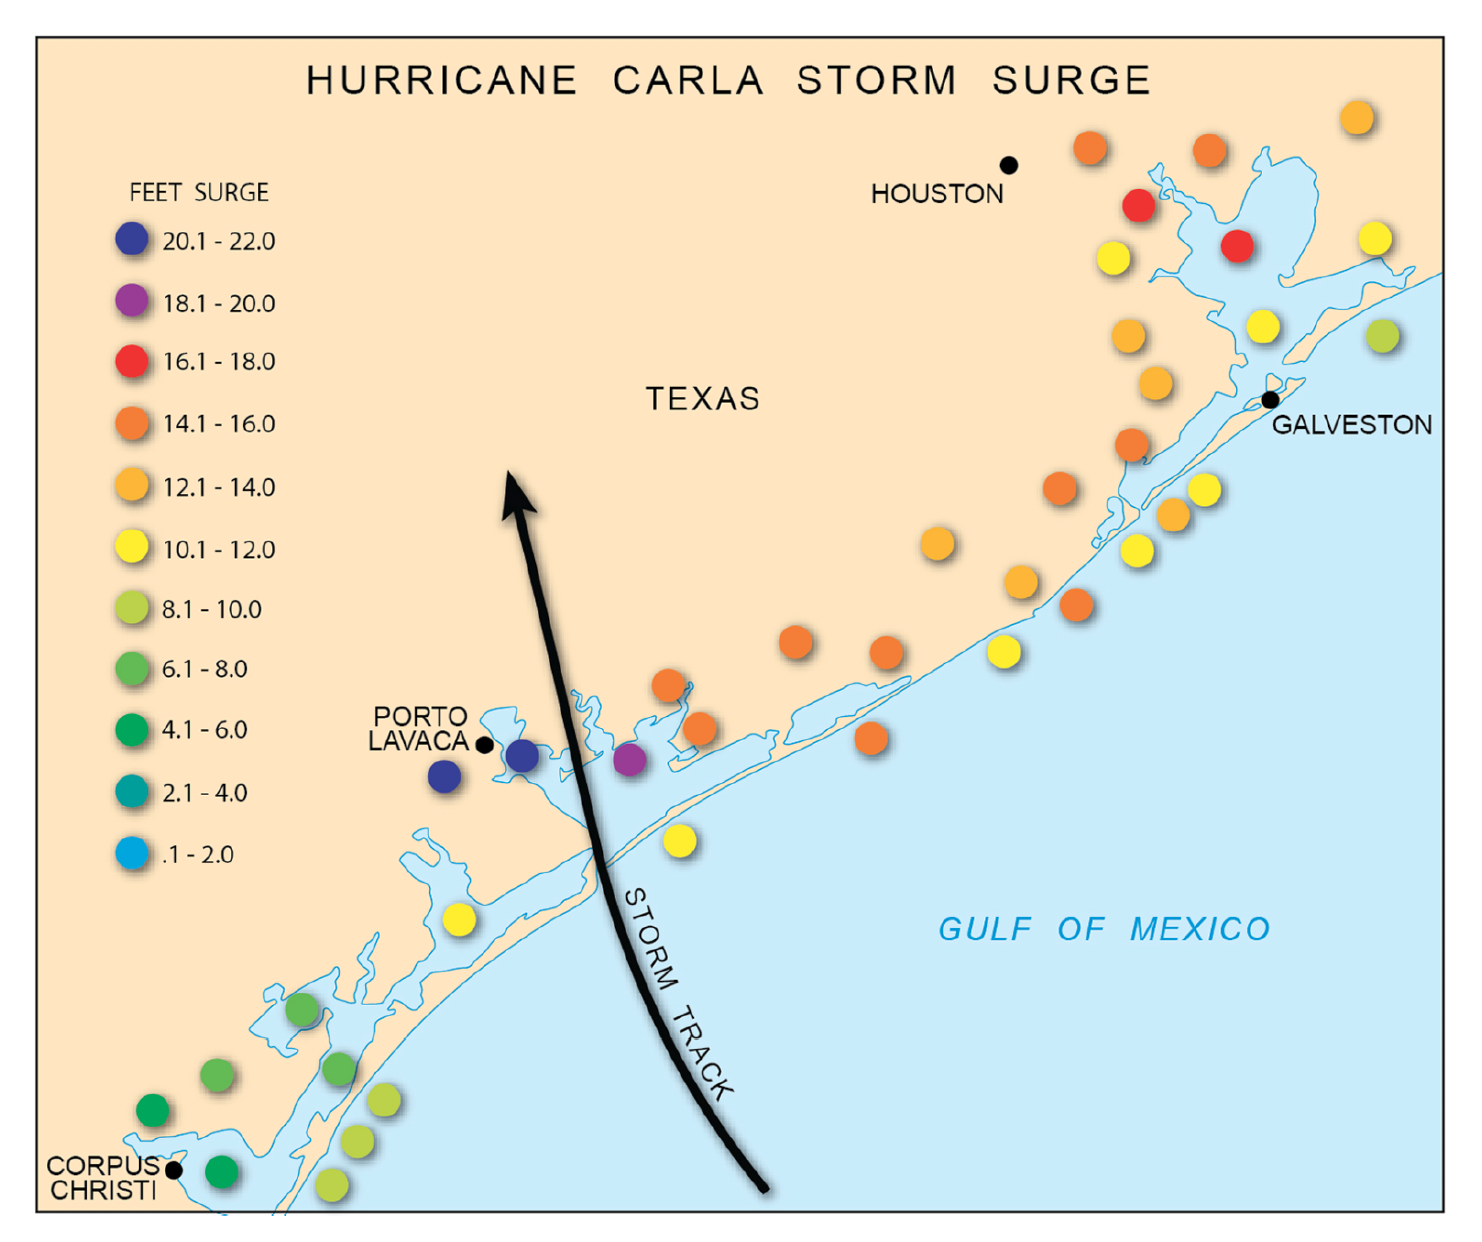 HURRICANE CARLA STORM SURGE
FEET SURGE
20.1 - 22.0
18.1 - 20.0
16.1 - 18.0
14.1 - 16.0
12.1 - 14.0
10.1 - 12.0
8.1 - 10.0
6.1 - 8.0
4.1 - 6.0
2.1 - 4.0
.1 - 2.0
HOUSTON
TEXAS
GALVESTON
PORTO
LAVACA
STORM TRACK
GULF OF MEXICO
CORPUS
CHRISTI